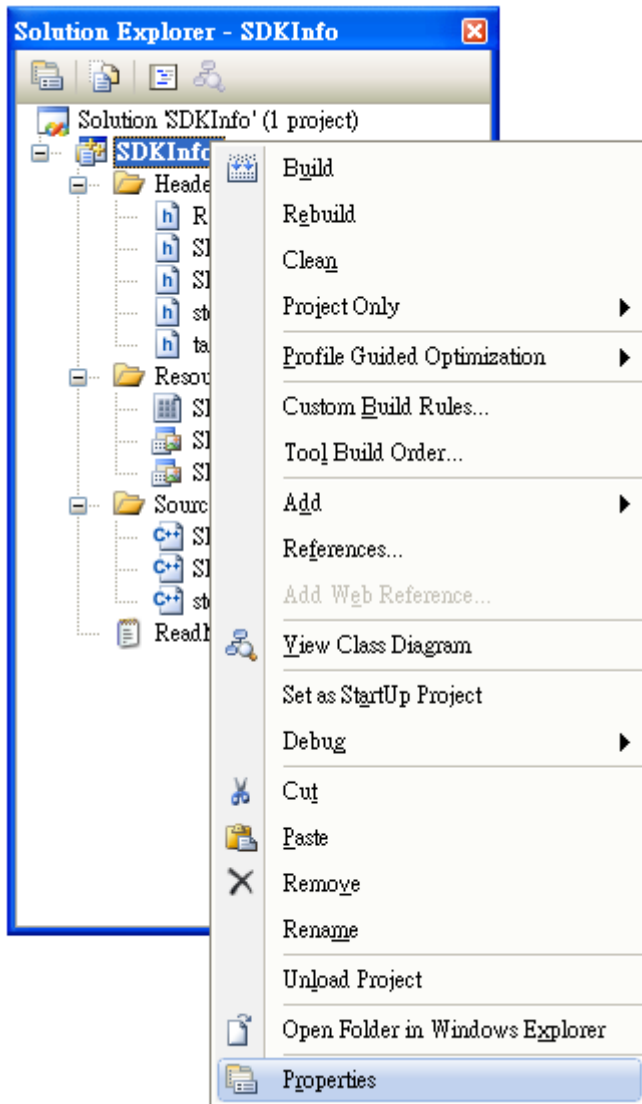 Solution Explorer - SDKInfo
Solution 'SDKInfo' (1 project)
SDKInfo
Build
Rebuild
Clean
Project Only
Profile Guided Optimization
Custom Build Rules...
Tool Build Order...
Add
References...
Add Web Reference...
View Class Diagram
Set as StartUp Project
Debug
Cut
Paste
Remove
Rename
Unload Project
Open Folder in Windows Explorer
Properties